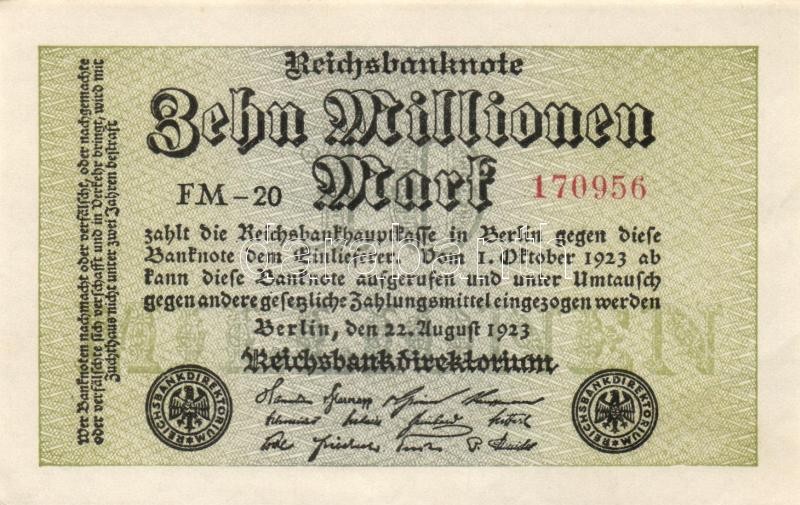 Reichsbanknote
Zehn Millionen
Mark
FM-20
170956
zahlt die Reichsbankhauptkasse in Berlin gegen diese
Banknote dem Einlieferer. Vom 1. Oktober 1923 ab
kann diese Banknote aufgerufen und unter Umtausch
gegen andere gesetzliche Zahlungsmittel eingezogen werden
Berlin, den 22. August 1923
Reichsbankdirektorium
Wer Banknoten nachmacht oder verfälscht, oder nachgemachte
oder verfälschte sich verschafft und in Verkehr bringt, wird mit
Zuchthaus nicht unter zwei Jahren bestraft
REICHSBANKDIREKTORIUM
REICHSBANKDIREKTORIUM